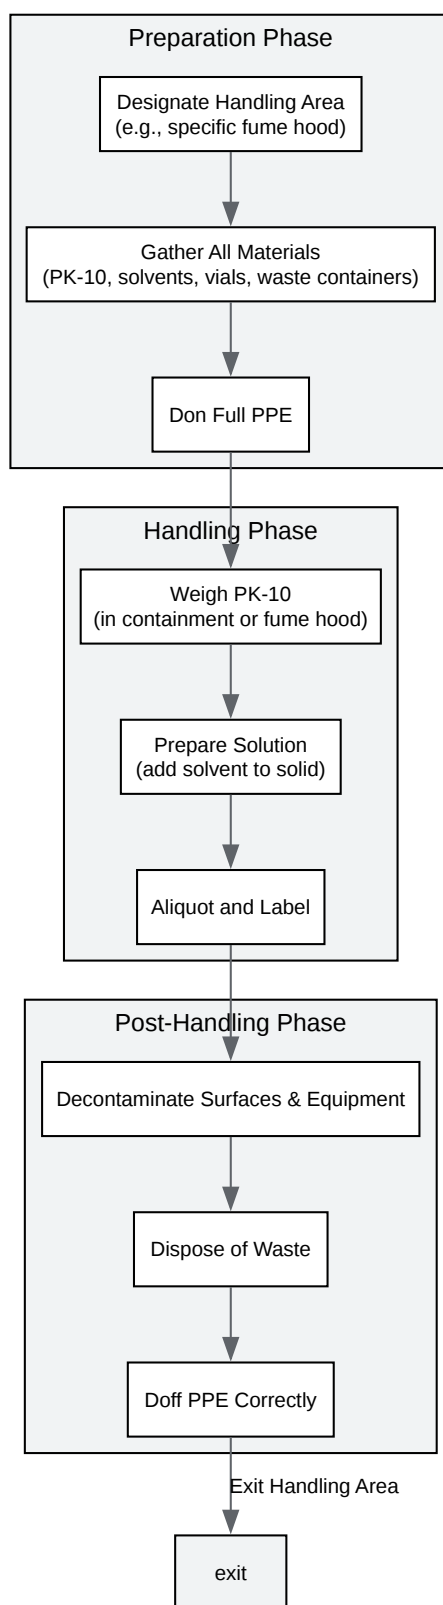 Preparation Phase
Designate Handling Area
(e.g., specific fume hood)
Gather All Materials
(PK-10, solvents, vials, waste containers)
Don Full PPE
Handling Phase
Weigh PK-10
(in containment or fume hood)
Prepare Solution
(add solvent to solid)
Aliquot and Label
Post-Handling Phase
Decontaminate Surfaces & Equipment
Dispose of Waste
Doff PPE Correctly
Exit Handling Area
exit